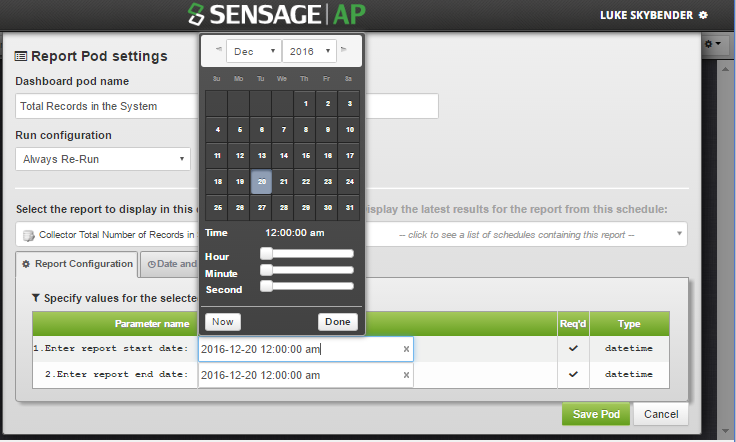 SENSAGE AP
LUKE SKYBENDER
Report Pod settings
Dashboard pod name
Total Records in the System
Run configuration
Always Re-Run
Select the report to display in this
isplay the latest results for the report from this schedule:
Collector Total Number of Records in
-- click to see a list of schedules containing this report --
Report Configuration
Date and
Specify values for the selected
Parameter name Req'd Type
1.Enter report start date: 2016-12-20 12:00:00 am × datetime
2.Enter report end date: 2016-12-20 12:00:00 am × datetime
Save Pod Cancel
Dec 2016
Su Mo Tu We Th Fr Sa
1 2 3
4 5 6 7 8 9 10
11 12 13 14 15 16 17
18 19 20 21 22 23 24
25 26 27 28 29 30 31
Time 12:00:00 am
Hour
Minute
Second
Now Done